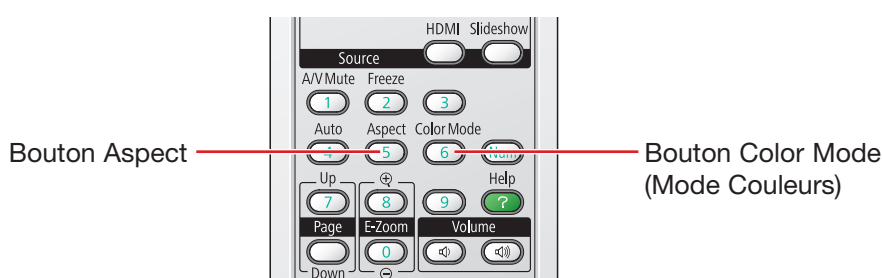 HDMI Slideshow
Source
A/V Mute Freeze
1 2 3
Auto Aspect Color Mode
4 5 6 Num
Bouton Aspect
Bouton Color Mode
(Mode Couleurs)
Up Help
7 8 9 ?
Page E-Zoom Volume
0
Down